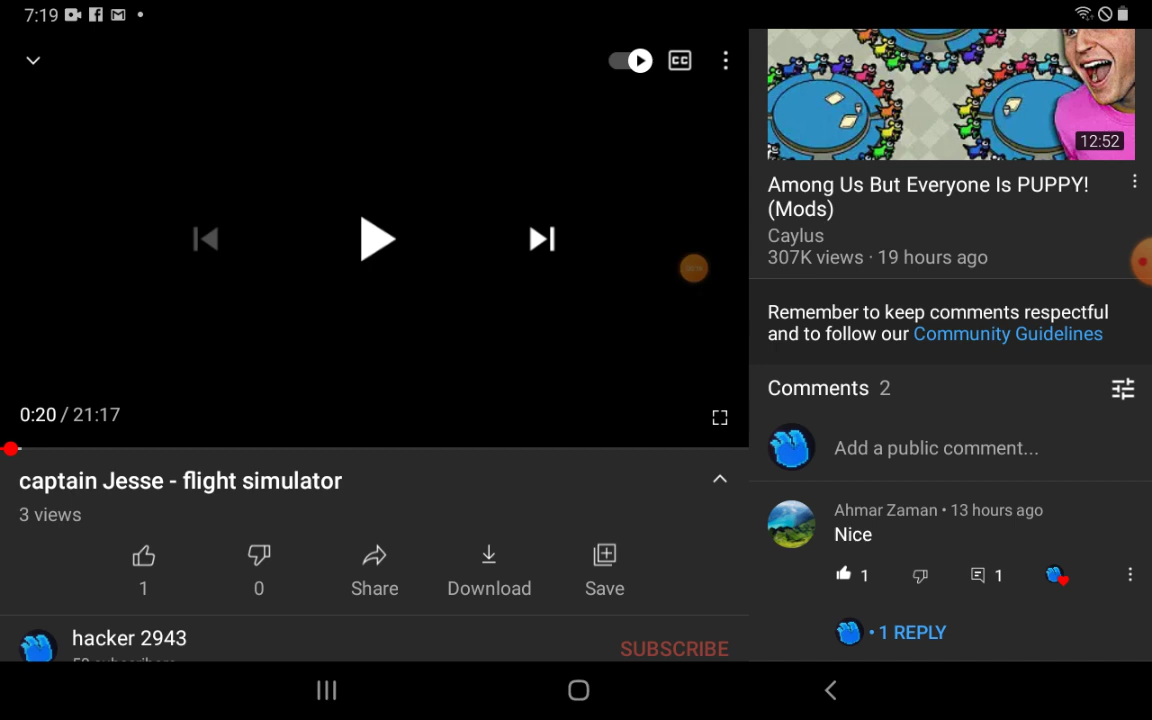 7:19
CC
0:20 / 21:17
captain Jesse - flight simulator
3 views
1
0
Share
Download
Save
hacker 2943
SUBSCRIBE
12:52
Among Us But Everyone Is PUPPY!
(Mods)
Caylus
307K views · 19 hours ago
Remember to keep comments respectful
and to follow our Community Guidelines
Comments 2
Add a public comment...
Ahmar Zaman • 13 hours ago
Nice
1
1
• 1 REPLY